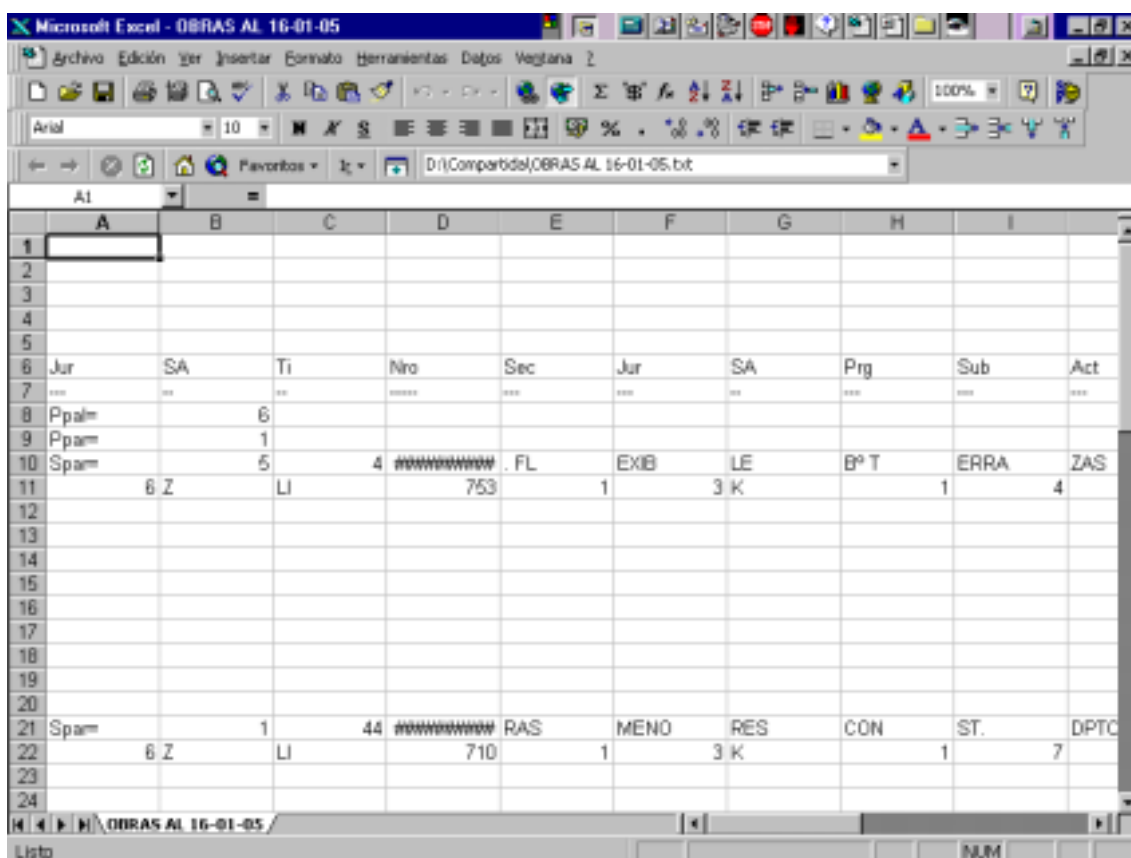 Microsoft Excel - OBRAS AL 16-01-05
Archivo Edición Ver Insertar Formato Herramientas Datos Ventana ?
100%
Arial 10 N K S
Favoritos Ir D:\Compartida\OBRAS AL 16-01-05.txt
A1 =
A B C D E F G H I
1
2
3
4
5
6 Jur SA Ti Nro Sec Jur SA Prg Sub Act
7 --- -- -- ----- --- --- -- --- --- ---
8 Ppal= 6
9 Ppar= 1
10 Spar= 5 4 ########## . FL EXIB LE Bº T ERRA ZAS
11 6 Z LI 753 1 3 K 1 4
12
13
14
15
16
17
18
19
20
21 Spar= 1 44 ########## RAS MENO RES CON ST. DPTO
22 6 Z LI 710 1 3 K 1 7
23
24
OBRAS AL 16-01-05
Listo NUM